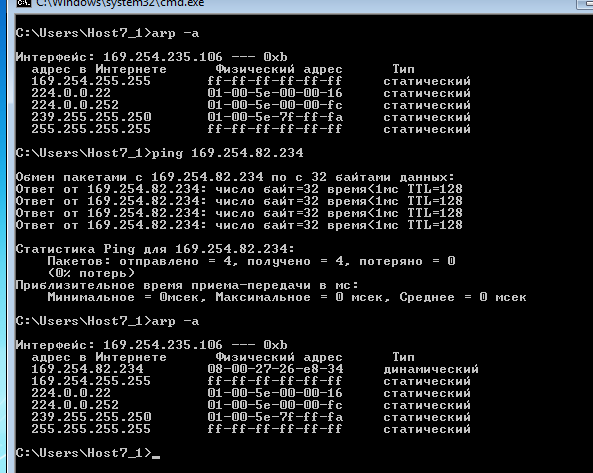 C:\Windows\system32\cmd.exe
C:\Users\Host7_1>arp -a
Интерфейс: 169.254.235.106 --- 0xb
адрес в Интернете Физический адрес Тип
169.254.255.255 ff-ff-ff-ff-ff-ff статический
224.0.0.22 01-00-5e-00-00-16 статический
224.0.0.252 01-00-5e-00-00-fc статический
239.255.255.250 01-00-5e-7f-ff-fa статический
255.255.255.255 ff-ff-ff-ff-ff-ff статический
C:\Users\Host7_1>ping 169.254.82.234
Обмен пакетами с 169.254.82.234 по с 32 байтами данных:
Ответ от 169.254.82.234: число байт=32 время<1мс TTL=128
Ответ от 169.254.82.234: число байт=32 время<1мс TTL=128
Ответ от 169.254.82.234: число байт=32 время<1мс TTL=128
Ответ от 169.254.82.234: число байт=32 время<1мс TTL=128
Статистика Ping для 169.254.82.234:
Пакетов: отправлено = 4, получено = 4, потеряно = 0
(0% потерь)
Приблизительное время приема-передачи в мс:
Минимальное = 0мсек, Максимальное = 0 мсек, Среднее = 0 мсек
C:\Users\Host7_1>arp -a
Интерфейс: 169.254.235.106 --- 0xb
адрес в Интернете Физический адрес Тип
169.254.82.234 08-00-27-26-e8-34 динамический
169.254.255.255 ff-ff-ff-ff-ff-ff статический
224.0.0.22 01-00-5e-00-00-16 статический
224.0.0.252 01-00-5e-00-00-fc статический
239.255.255.250 01-00-5e-7f-ff-fa статический
255.255.255.255 ff-ff-ff-ff-ff-ff статический
C:\Users\Host7_1>_